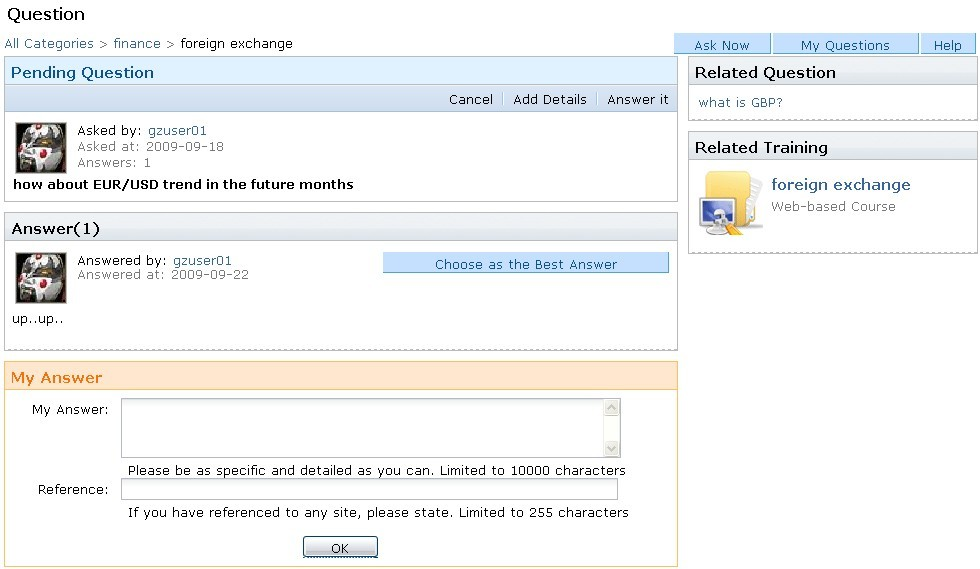 Question
All Categories > finance > foreign exchange
Ask Now
My Questions
Help
Pending Question
Cancel
Add Details
Answer it
Asked by: gzuser01
Asked at: 2009-09-18
Answers: 1
how about EUR/USD trend in the future months
Answer(1)
Answered by: gzuser01
Answered at: 2009-09-22
Choose as the Best Answer
up..up..
My Answer
My Answer:
Please be as specific and detailed as you can. Limited to 10000 characters
Reference:
If you have referenced to any site, please state. Limited to 255 characters
OK
Related Question
what is GBP?
Related Training
foreign exchange
Web-based Course